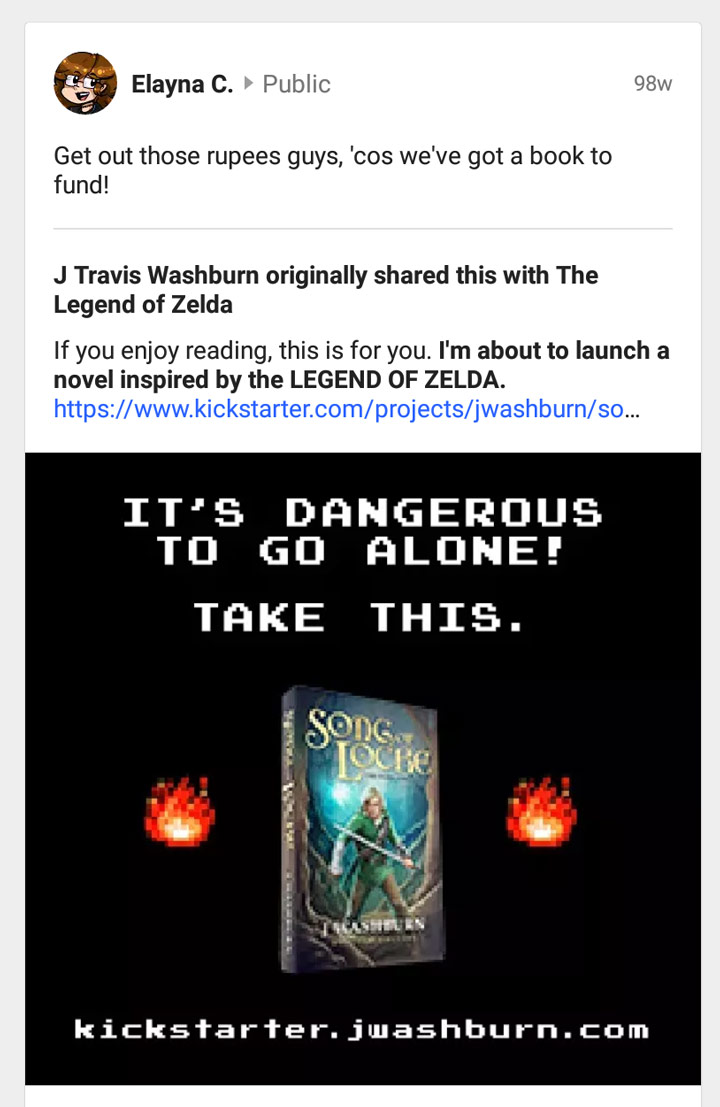 Elayna C. ▸ Public 98w
Get out those rupees guys, 'cos we've got a book to
fund!
J Travis Washburn originally shared this with The
Legend of Zelda
If you enjoy reading, this is for you. I'm about to launch a
novel inspired by the LEGEND OF ZELDA.
https://www.kickstarter.com/projects/jwashburn/so...
IT'S DANGEROUS
TO GO ALONE!
TAKE THIS.
SONG OF
LOCKE
J WASHBURN
kickstarter.jwashburn.com